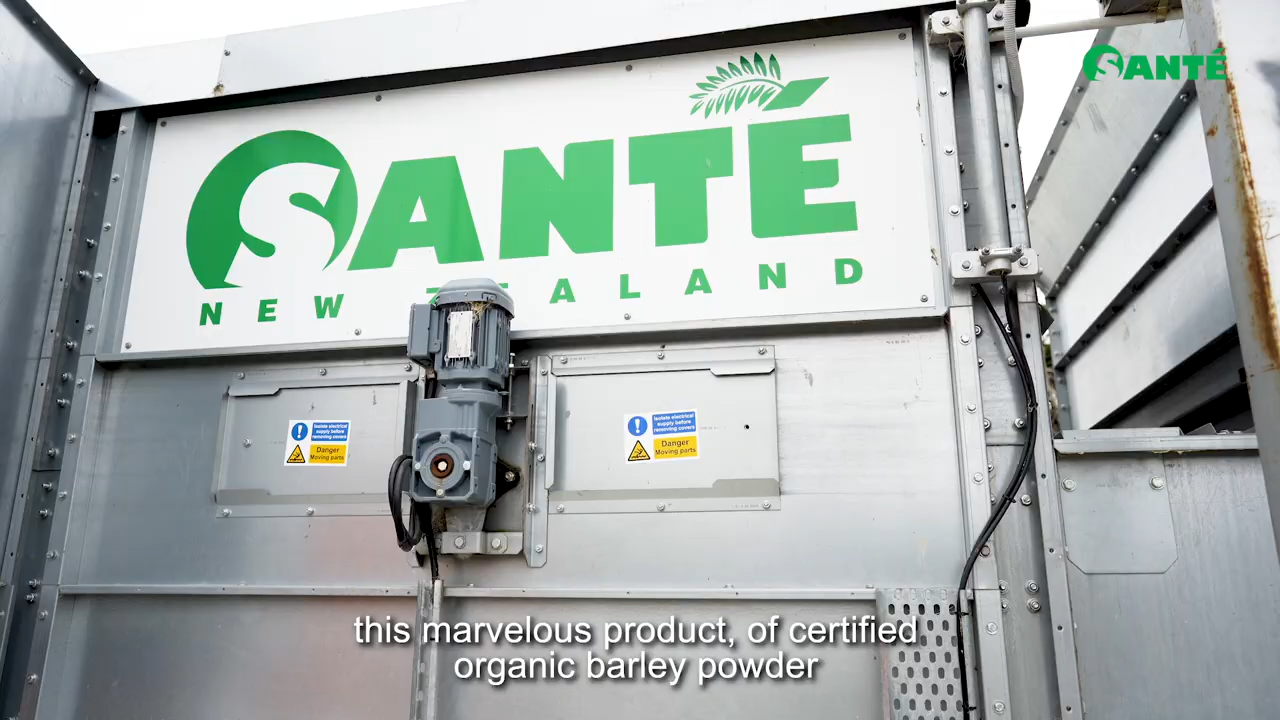 SANTÉ
SANTÉ
NEW ZEALAND
Isolate electrical
supply before
removing covers
Danger
Moving parts
Isolate electrical
supply before
removing covers
Danger
Moving parts
this marvelous product, of certified
organic barley powder